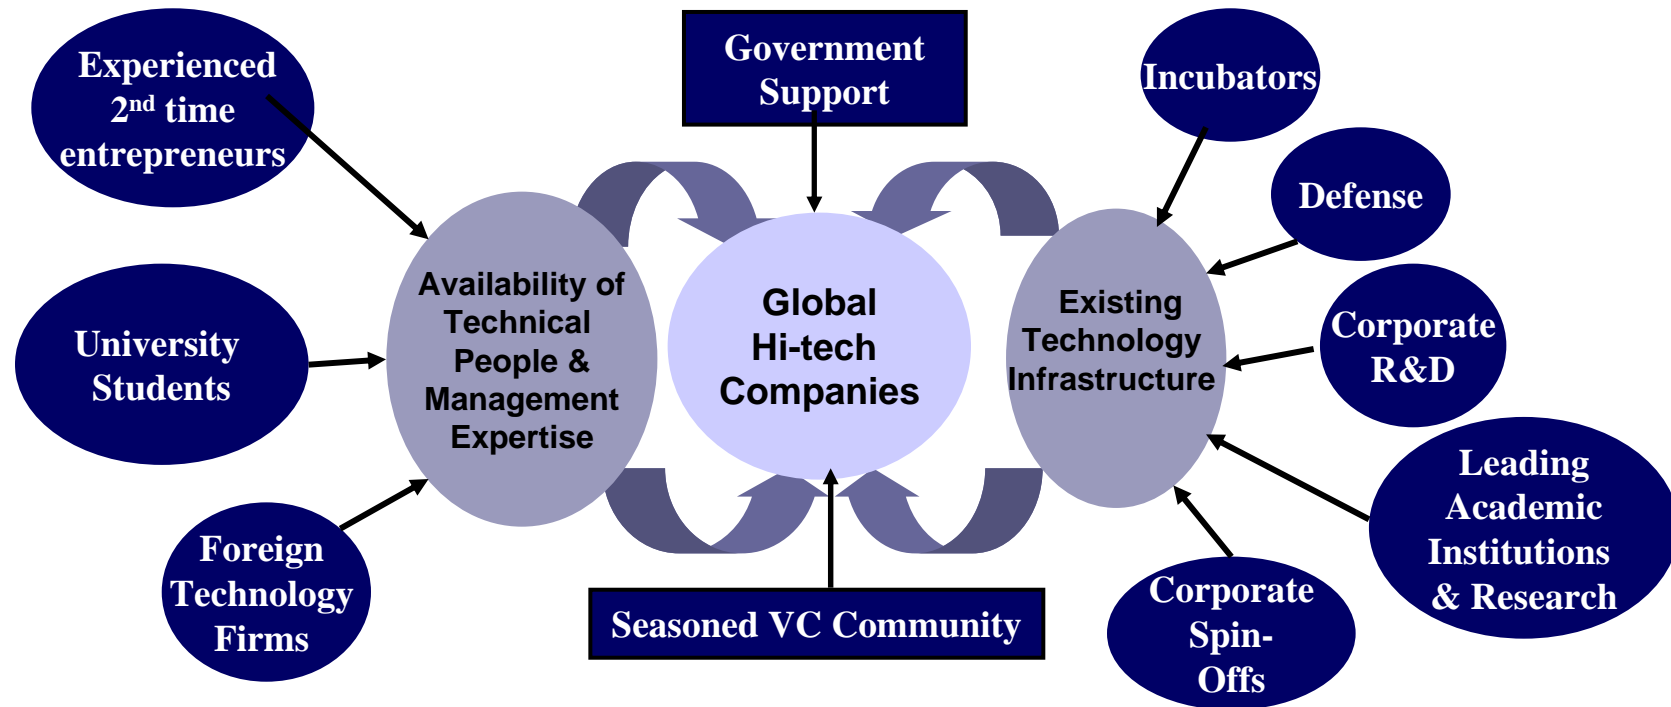 Experienced
2nd time
entrepreneurs
Government
Support
Incubators
Defense
University
Students
Availability of
Technical
People &
Management
Expertise
Global
Hi-tech
Companies
Existing
Technology
Infrastructure
Corporate
R&D
Foreign
Technology
Firms
Seasoned VC Community
Leading
Academic
Institutions
& Research
Corporate
Spin-
Offs